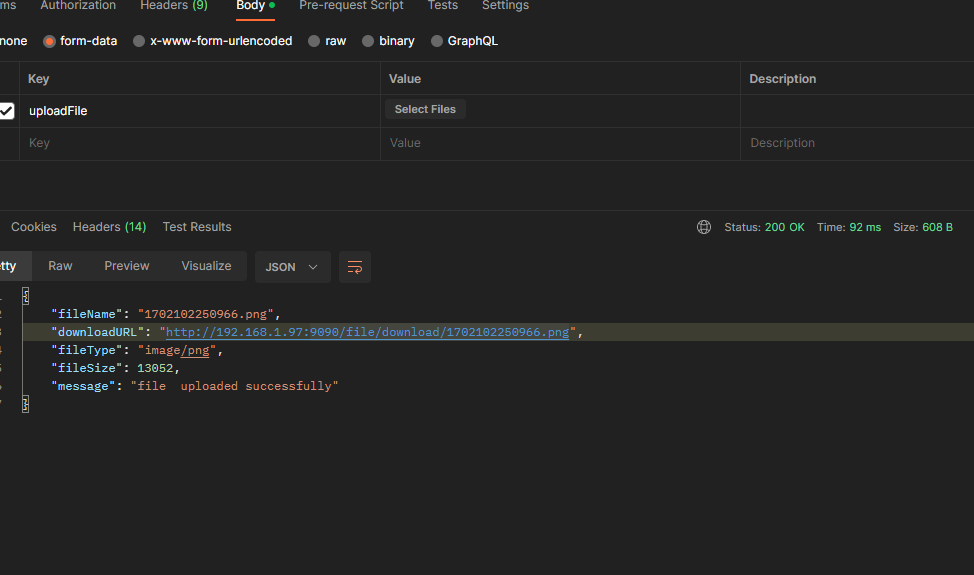 ms Authorization Headers (9) Body Pre-request Script Tests Settings
none form-data x-www-form-urlencoded raw binary GraphQL
Key Value Description
uploadFile Select Files
Key Value Description
Cookies Headers (14) Test Results Status: 200 OK Time: 92 ms Size: 608 B
tty Raw Preview Visualize JSON
{
"fileName": "1702102250966.png",
"downloadURL": "http://192.168.1.97:9090/file/download/1702102250966.png",
"fileType": "image/png",
"fileSize": 13052,
"message": "file  uploaded successfully"
}